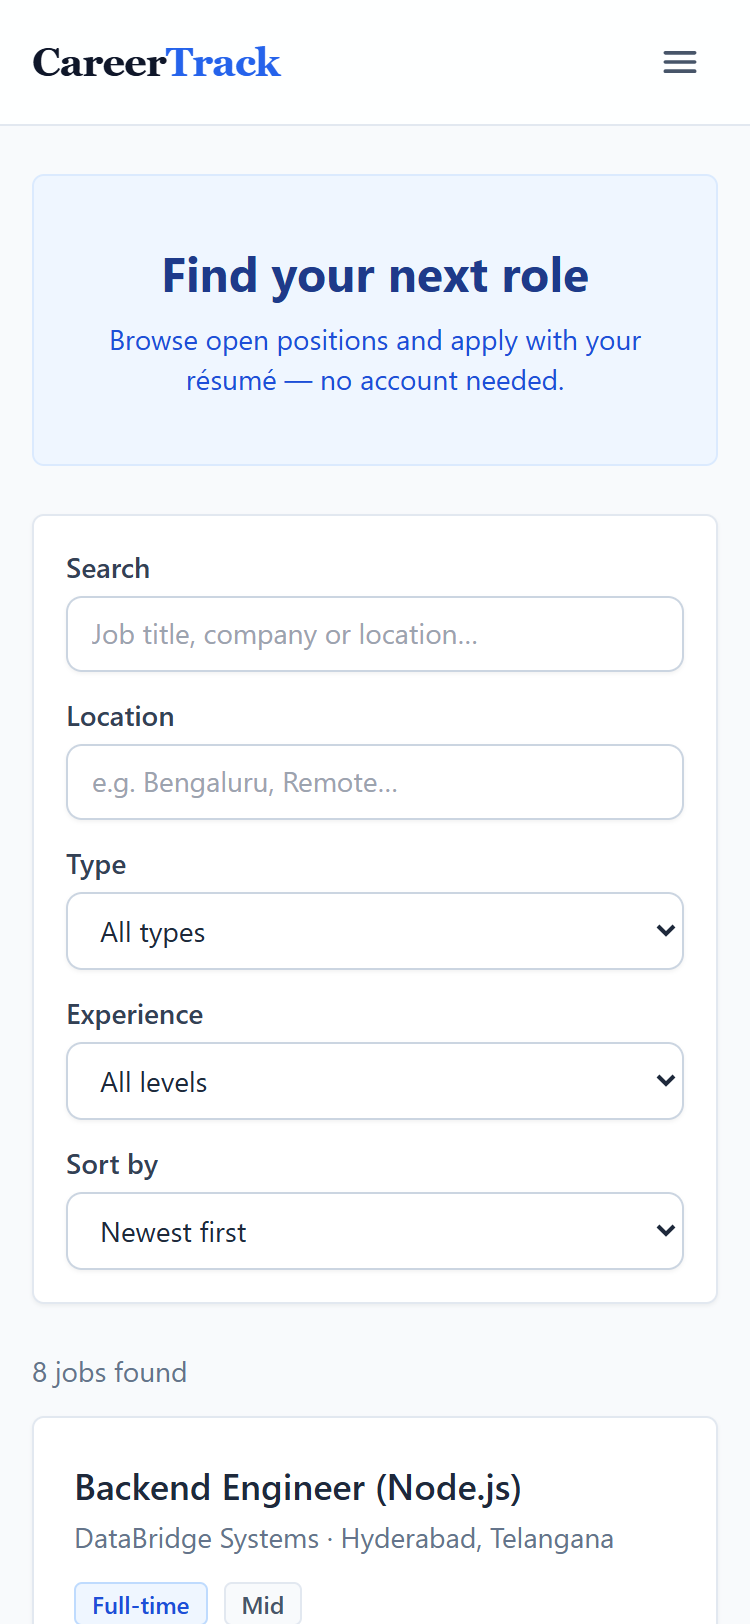 CareerTrack
Find your next role
Browse open positions and apply with your
résumé — no account needed.
Search
Job title, company or location...
Location
e.g. Bengaluru, Remote...
Type
All types
Experience
All levels
Sort by
Newest first
8 jobs found
Backend Engineer (Node.js)
DataBridge Systems · Hyderabad, Telangana
Full-time Mid